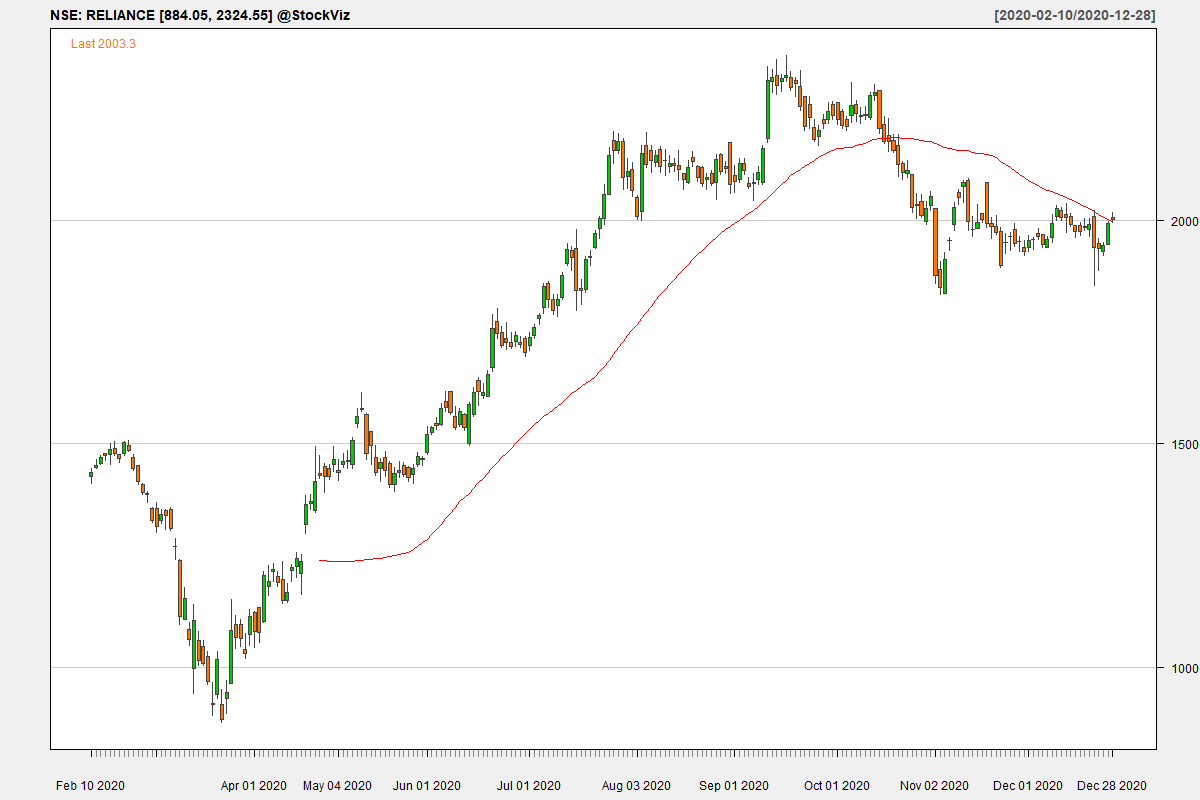 NSE: RELIANCE [884.05, 2324.55] @StockViz [2020-02-10/2020-12-28]
Last 2003.3
2000
1500
1000
Feb 10 2020 Apr 01 2020 May 04 2020 Jun 01 2020 Jul 01 2020 Aug 03 2020 Sep 01 2020 Oct 01 2020 Nov 02 2020 Dec 01 2020 Dec 28 2020